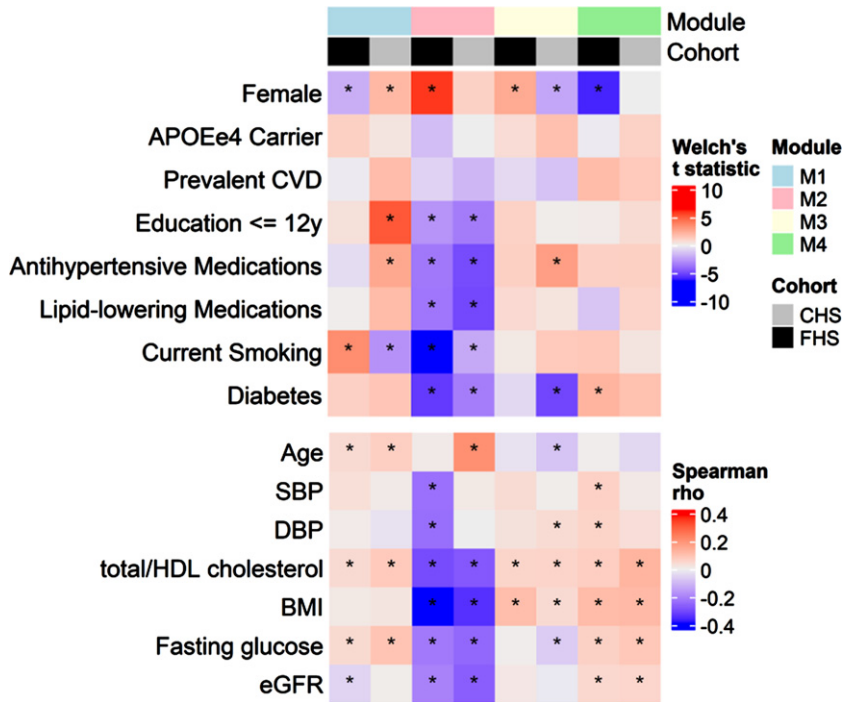 Module
Cohort
Female
* * * * * *
APOEe4 Carrier
Prevalent CVD
Education <= 12y
* * *
Antihypertensive Medications
* * * *
Lipid-lowering Medications
* *
Current Smoking
* * * *
Diabetes
* * * *
Welch's
t statistic
10
5
0
-5
-10
Module
M1
M2
M3
M4
Cohort
CHS
FHS
Age
* * * *
SBP
* *
DBP
* * *
total/HDL cholesterol
* * * * * * * *
BMI
* * * * * *
Fasting glucose
* * * * * * *
eGFR
* * * * *
Spearman
rho
0.4
0.2
0
-0.2
-0.4